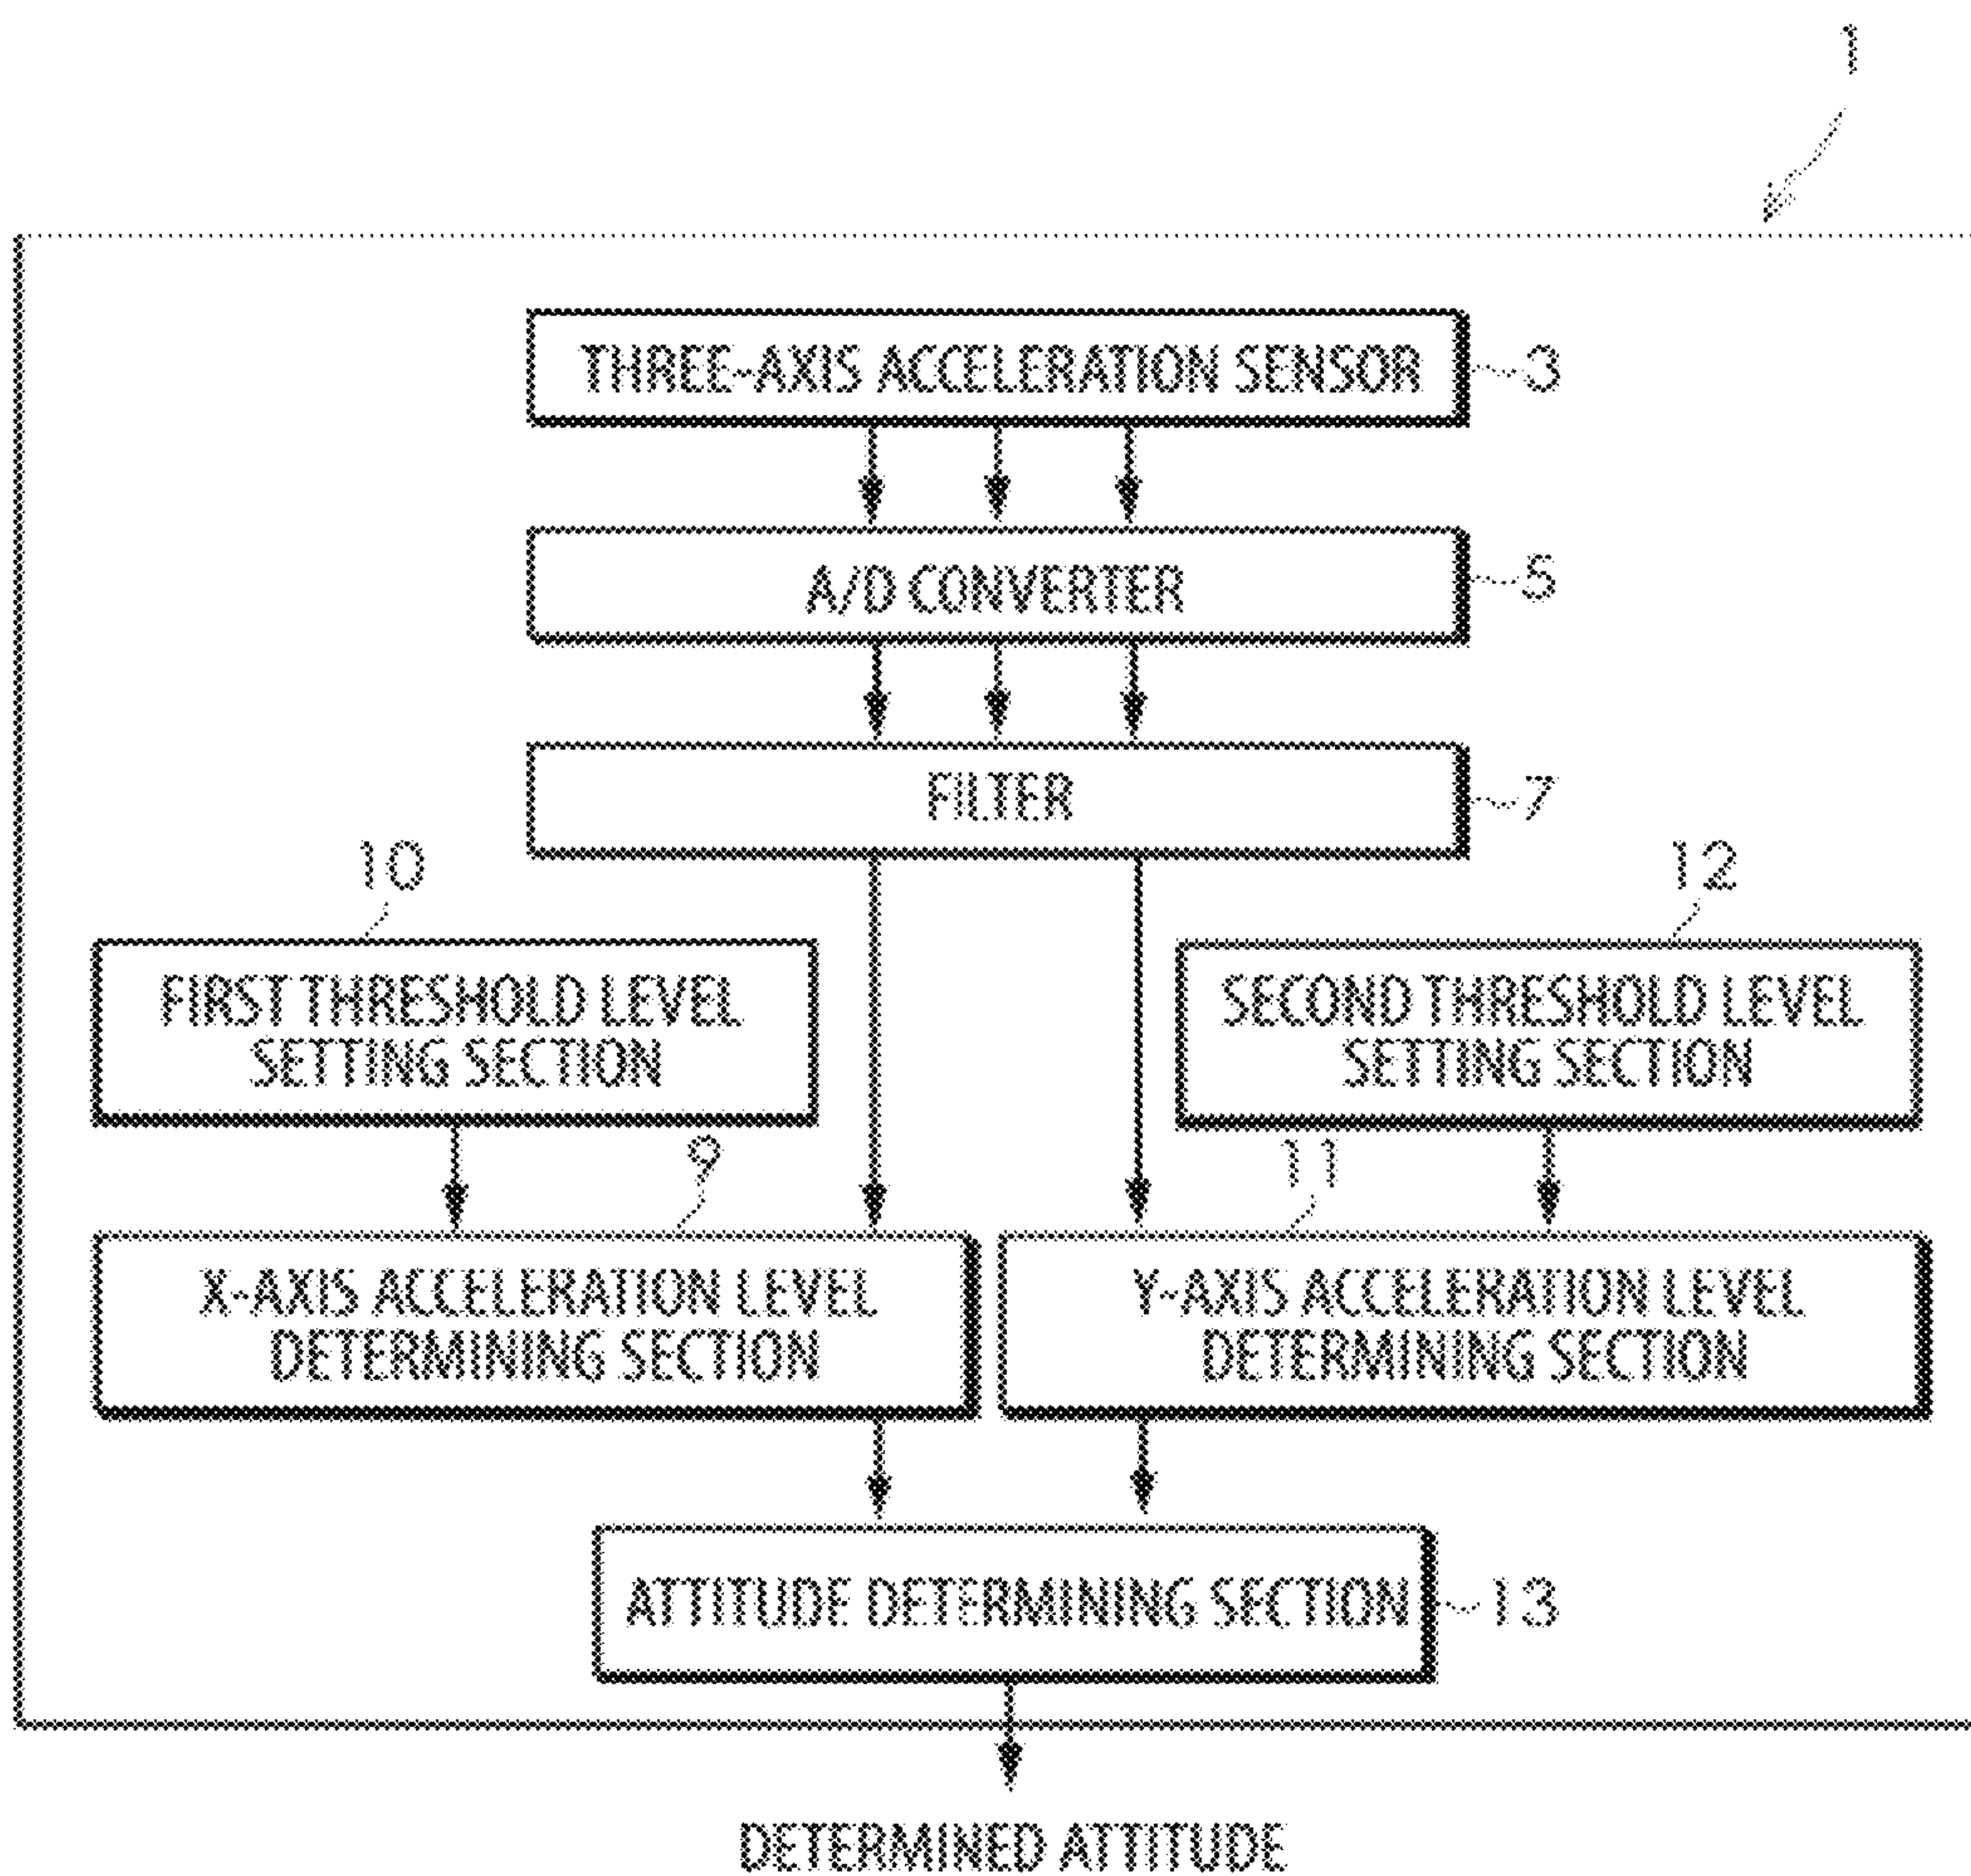 1
THREE-AXIS ACCELERATION SENSOR
3
A/D CONVERTER
5
FILTER
7
10
12
FIRST THRESHOLD LEVEL
SETTING SECTION
SECOND THRESHOLD LEVEL
SETTING SECTION
9
11
X-AXIS ACCELERATION LEVEL
DETERMINING SECTION
Y-AXIS ACCELERATION LEVEL
DETERMINING SECTION
ATTITUDE DETERMINING SECTION
13
DETERMINED ATTITUDE